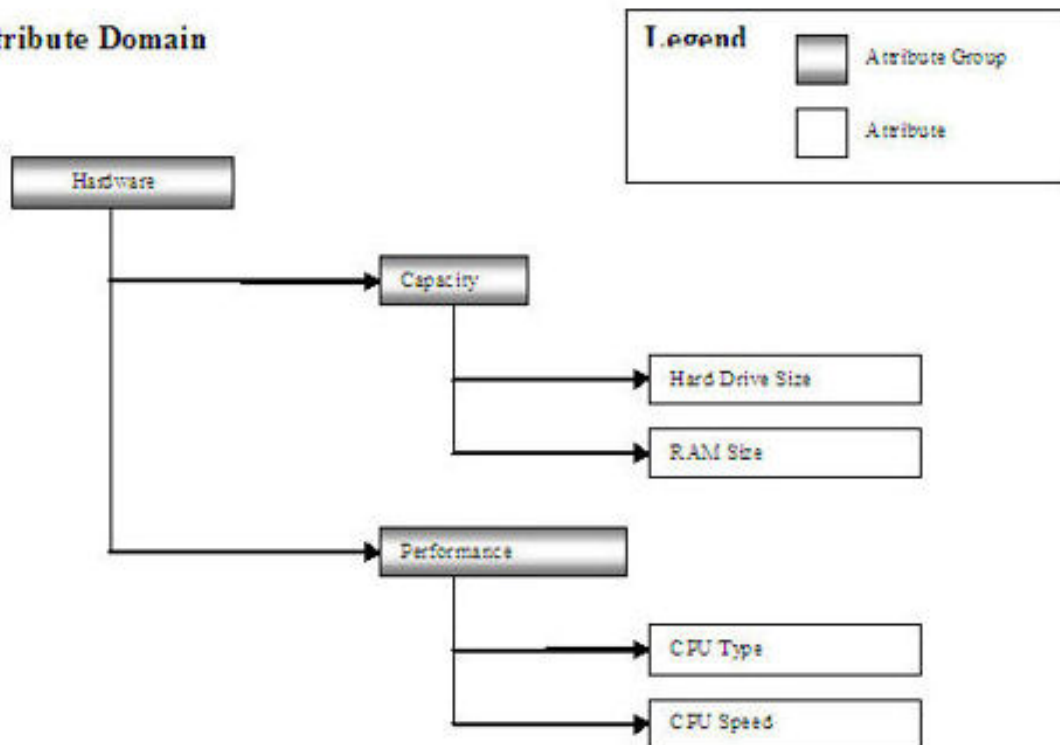 tribute Domain
Legend
Attribute Group
Attribute
Hardware
Capacity
Hard Drive Size
RAM Size
Performance
CPU Type
CPU Speed